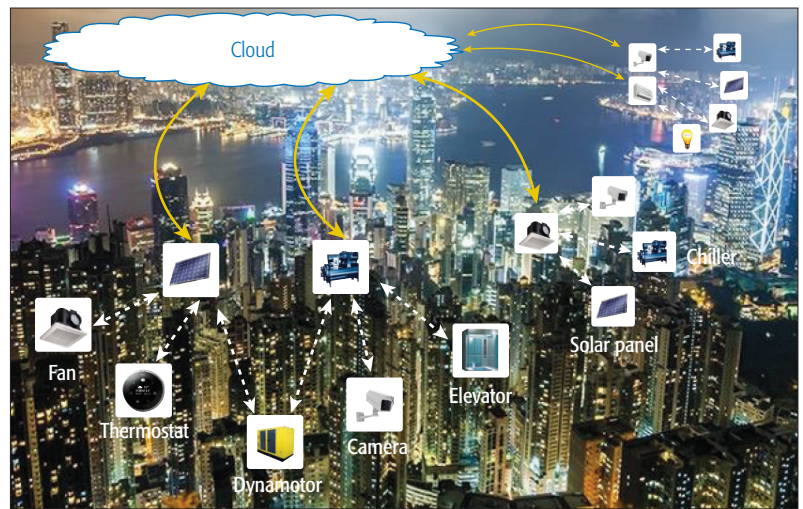 Cloud
Chiller
Solar panel
Fan
Elevator
Thermostat
Camera
Dynamotor